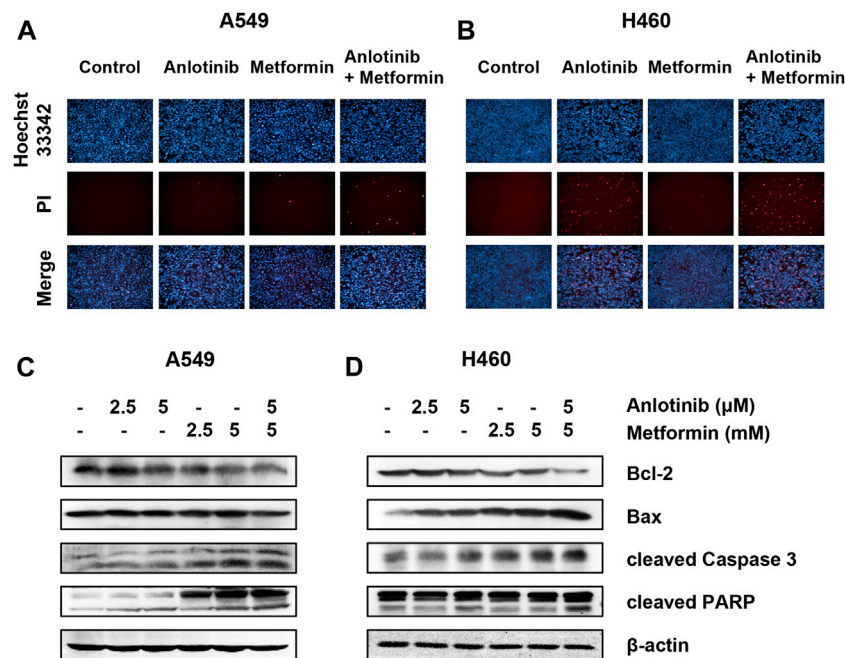 A
A549
Control Anlotinib Metformin Anlotinib + Metformin
Hoechst 33342
PI
Merge
B
H460
Control Anlotinib Metformin Anlotinib + Metformin
C
A549
- 2.5 5 - - 5
- - - 2.5 5 5
D
H460
- 2.5 5 - - 5 Anlotinib (μM)
- - - 2.5 5 5 Metformin (mM)
Bcl-2
Bax
cleaved Caspase 3
cleaved PARP
β-actin